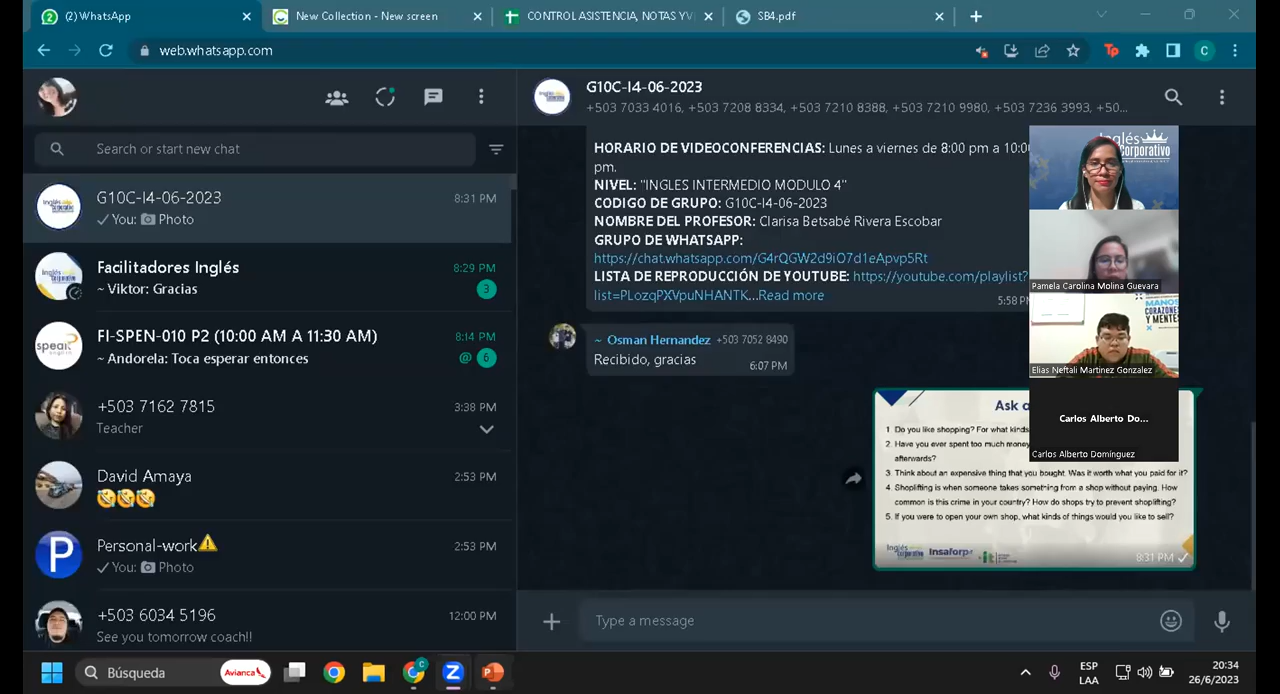 (2) WhatsApp
New Collection - New screen
CONTROL ASISTENCIA, NOTAS YVI
SB4.pdf
web.whatsapp.com
Tp
C
G10C-I4-06-2023
+503 7033 4016, +503 7208 8334, +503 7210 8388, +503 7210 9980, +503 7236 3993, +50...
Search or start new chat
G10C-I4-06-2023
8:31 PM
You: Photo
Facilitadores Inglés
8:29 PM
~ Viktor: Gracias
3
FI-SPEN-010 P2 (10:00 AM A 11:30 AM)
8:14 PM
~ Andorela: Toca esperar entonces
@ 6
+503 7162 7815
3:38 PM
Teacher
David Amaya
2:53 PM
Personal-work
2:53 PM
You: Photo
+503 6034 5196
12:00 PM
See you tomorrow coach!!
HORARIO DE VIDEOCONFERENCIAS: Lunes a viernes de 8:00 pm a 10:0
pm.
NIVEL: "INGLES INTERMEDIO MODULO 4"
CODIGO DE GRUPO: G10C-I4-06-2023
NOMBRE DEL PROFESOR: Clarisa Betsabé Rivera Escobar
GRUPO DE WHATSAPP:
https://chat.whatsapp.com/G4rQGW2d9iO7d1eApvp5Rt
LISTA DE REPRODUCCIÓN DE YOUTUBE: https://youtube.com/playlist?
list=PLozqPXVpuNHANTK...Read more
5:58 P
~ Osman Hernandez +503 7052 8490
Recibido, gracias
6:07 PM
Ask a
1. Do you like shopping? For what kinds
2. Have you ever spent too much money
afterwards?
3. Think about an expensive thing that you bought. Was it worth what you paid for it?
4. Shoplifting is when someone takes something from a shop without paying. How
common is this crime in your country? How do shops try to prevent shoplifting?
5. If you were to open your own shop, what kinds of things would you like to sell?
Inglés Corporativo
Insaforp
8:31 PM
Inglés
Corporativo
Pamela Carolina Molina Guevara
MANOS
CORAZONES
Y MENTES
Elias Neftali Martinez Gonzalez
Carlos Alberto Do...
Carlos Alberto Domínguez
Type a message
Búsqueda
Avianca
ESP
LAA
20:34
26/6/2023